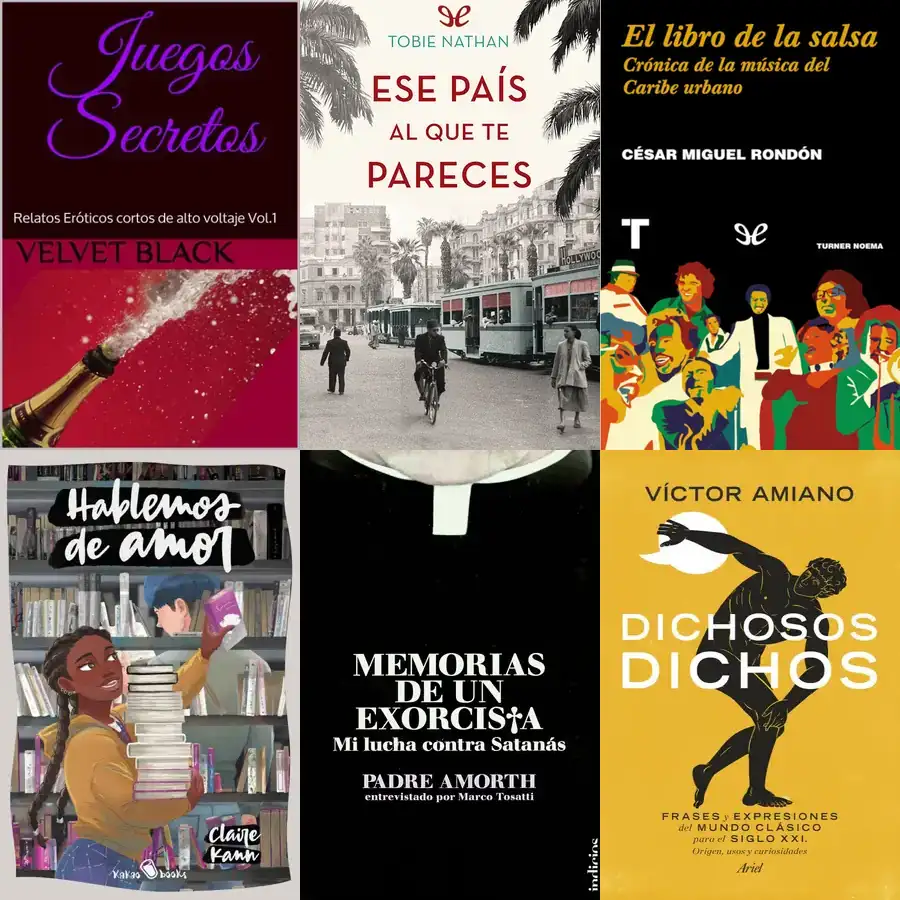 Juegos
Secretos
Relatos Eróticos cortos de alto voltaje Vol.1
VELVET BLACK
TOBIE NATHAN
ESE PAÍS
AL QUE TE
PARECES
HOLLYWOO
El libro de la salsa
Crónica de la música del
Caribe urbano
CÉSAR MIGUEL RONDÓN
T
TURNER NOEMA
Hablemos
de amor
Claire
Kann
Kakao books
MEMORIAS
DE UN
EXORCISTA
Mi lucha contra Satanás
PADRE AMORTH
entrevistado por Marco Tosatti
indicios
VÍCTOR AMIANO
DICHOSOS
DICHOS
FRASES y EXPRESIONES
del MUNDO CLÁSICO
para el SIGLO XXI.
Origen, usos y curiosidades
Ariel